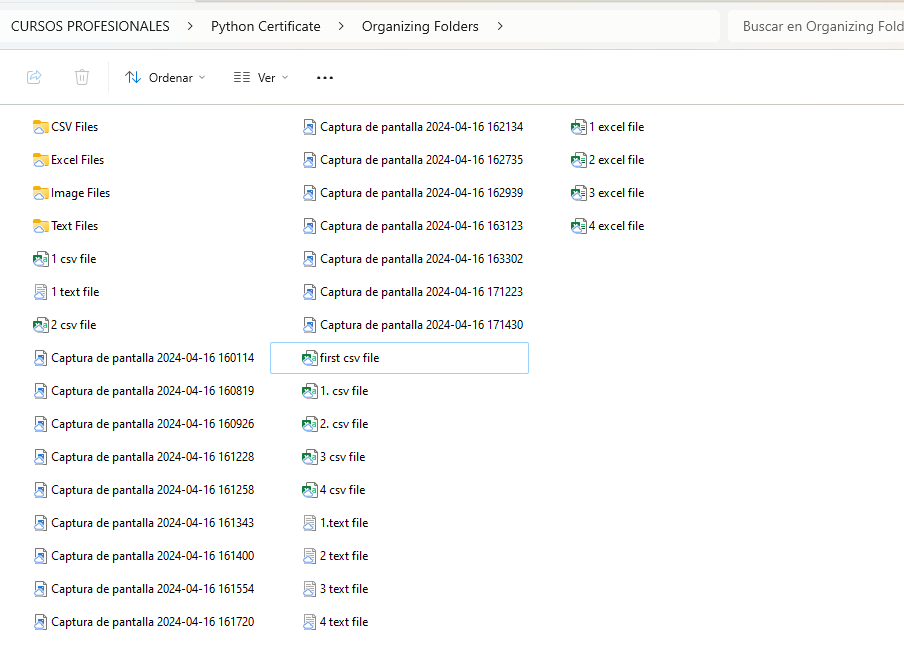 CURSOS PROFESIONALES > Python Certificate > Organizing Folders >
Buscar en Organizing Fold
Ordenar
Ver
CSV Files
Excel Files
Image Files
Text Files
1 csv file
1 text file
2 csv file
Captura de pantalla 2024-04-16 160114
Captura de pantalla 2024-04-16 160819
Captura de pantalla 2024-04-16 160926
Captura de pantalla 2024-04-16 161228
Captura de pantalla 2024-04-16 161258
Captura de pantalla 2024-04-16 161343
Captura de pantalla 2024-04-16 161400
Captura de pantalla 2024-04-16 161554
Captura de pantalla 2024-04-16 161720
Captura de pantalla 2024-04-16 162134
Captura de pantalla 2024-04-16 162735
Captura de pantalla 2024-04-16 162939
Captura de pantalla 2024-04-16 163123
Captura de pantalla 2024-04-16 163302
Captura de pantalla 2024-04-16 171223
Captura de pantalla 2024-04-16 171430
first csv file
1. csv file
2. csv file
3 csv file
4 csv file
1.text file
2 text file
3 text file
4 text file
1 excel file
2 excel file
3 excel file
4 excel file